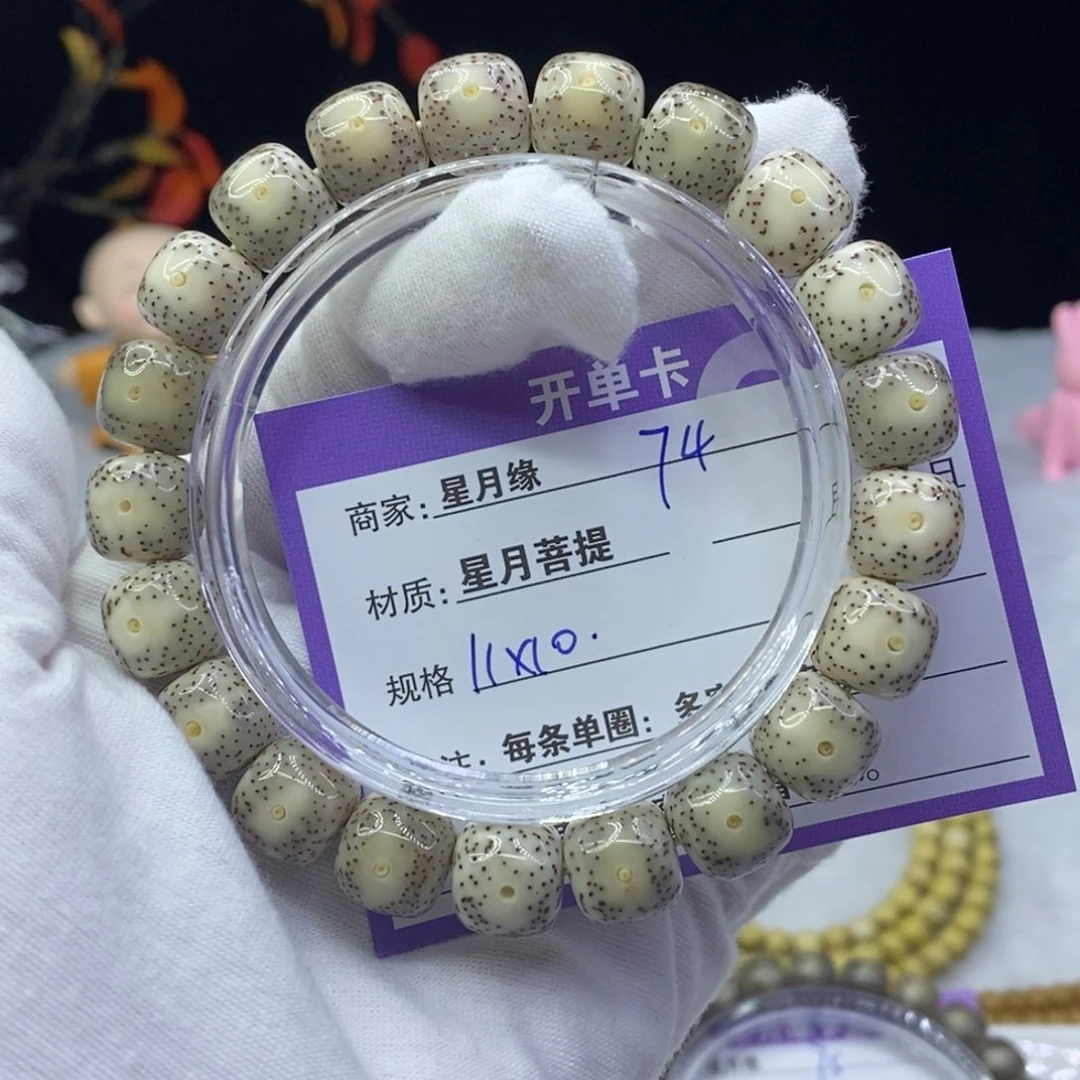 开单卡
商家:星月缘 74
材质:星月菩提
规格 11X10.
注:每条单圈: